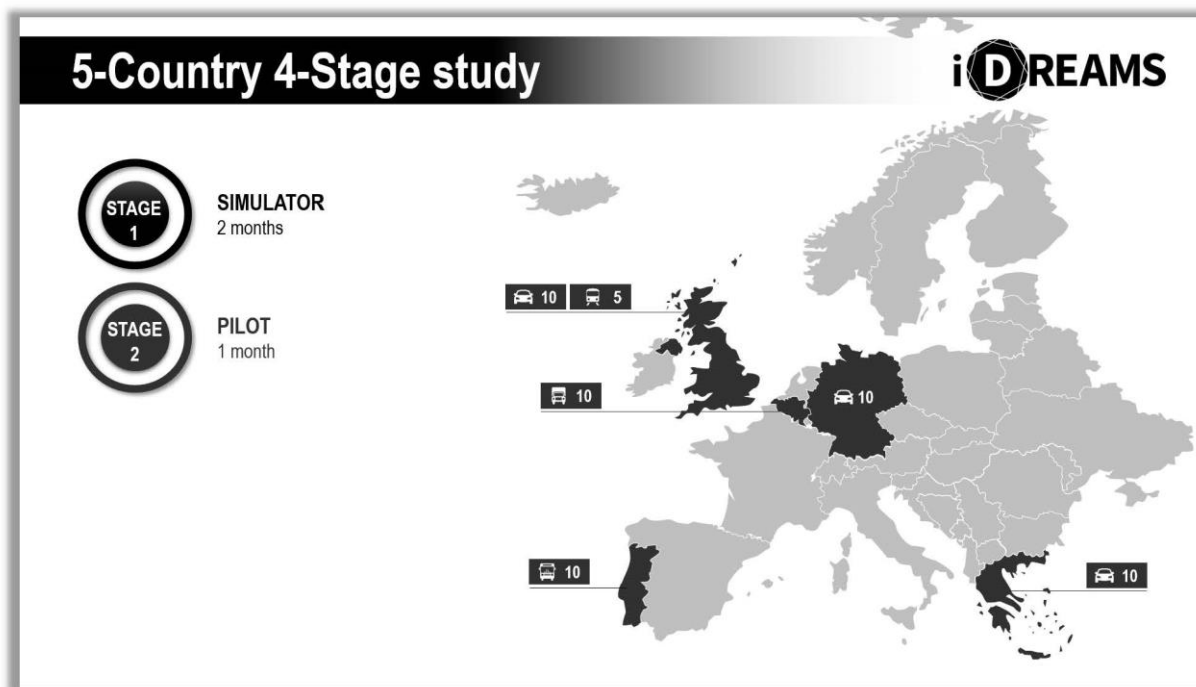 5-Country 4-Stage study
iDREAMS
STAGE
1
SIMULATOR
2 months
STAGE
2
PILOT
1 month
10
5
10
10
10
10